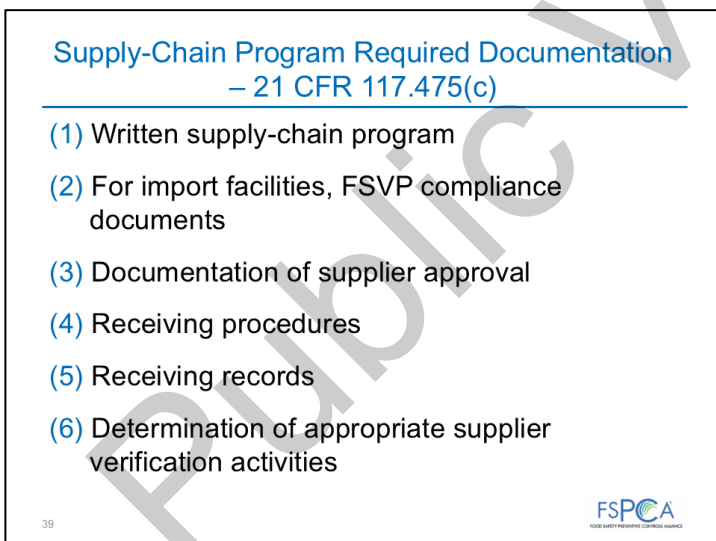 Supply-Chain Program Required Documentation
– 21 CFR 117.475(c)
(1) Written supply-chain program
(2) For import facilities, FSVP compliance
documents
(3) Documentation of supplier approval
(4) Receiving procedures
(5) Receiving records
(6) Determination of appropriate supplier
verification activities
39
FSPCA
FOOD SAFETY PREVENTIVE CONTROLS ALLIANCE
Public V